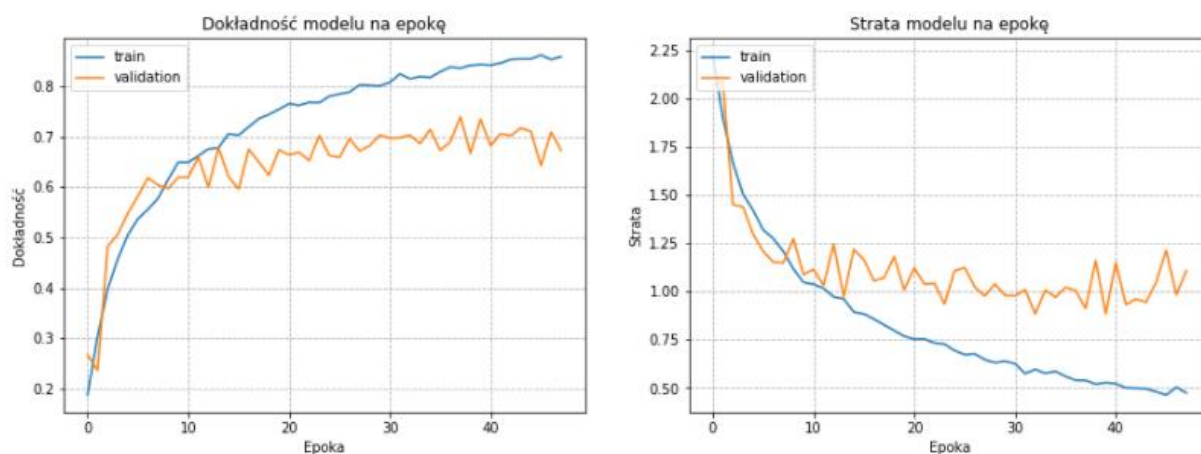 Dokładność modelu na epokę
train
validation
0.8
0.7
0.6
0.5
0.4
0.3
0.2
Dokładność
0 10 20 30 40
Epoka
Strata modelu na epokę
train
validation
2.25
2.00
1.75
1.50
1.25
1.00
0.75
0.50
Strata
0 10 20 30 40
Epoka